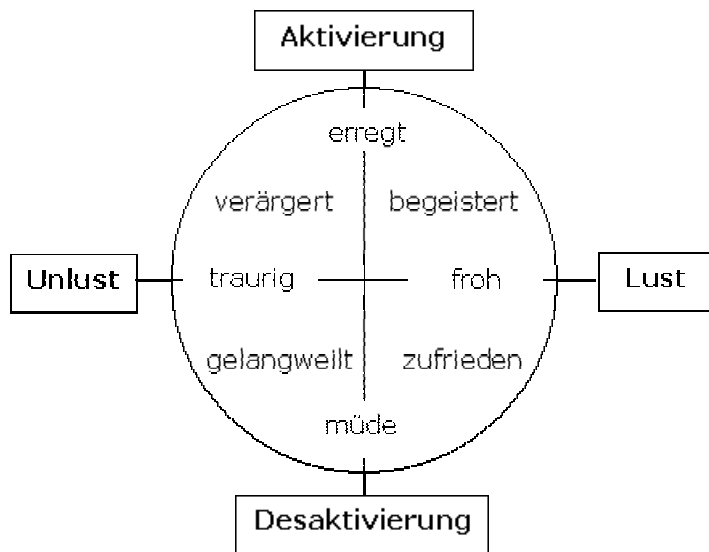 Aktivierung
erregt
verärgert begeistert
Unlust traurig froh Lust
gelangweilt zufrieden
müde
Desaktivierung